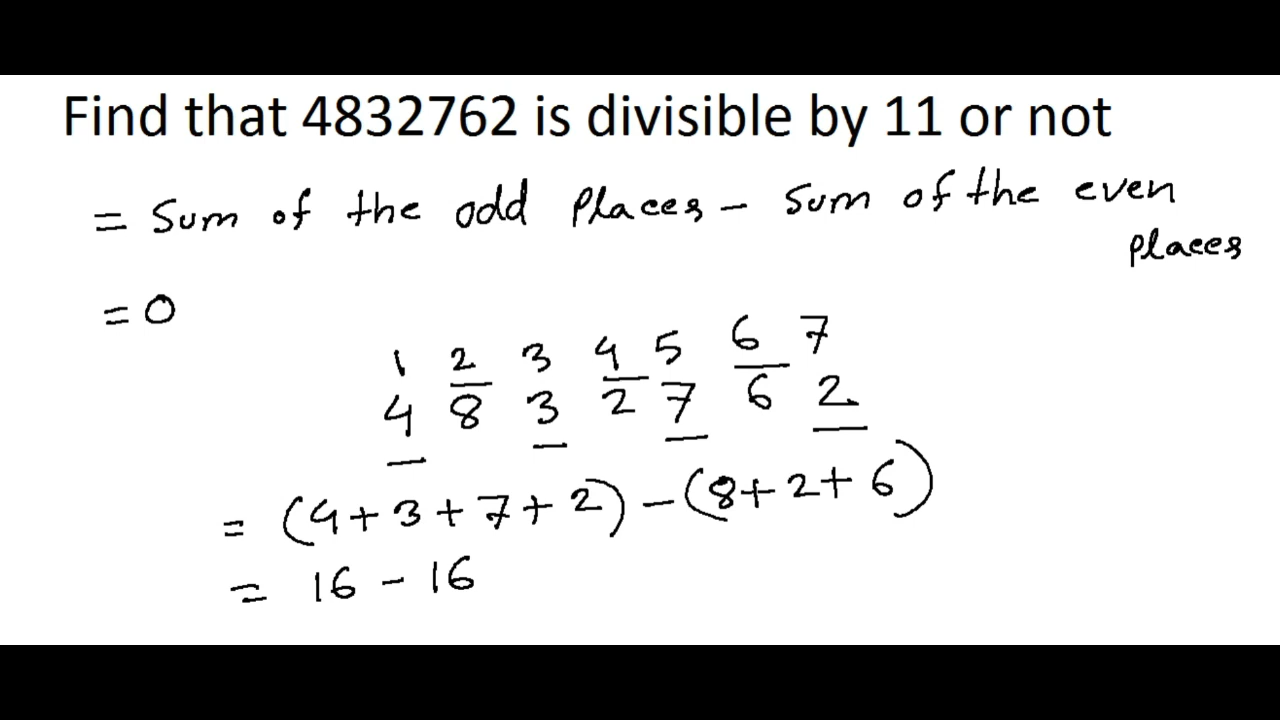 Find that 4832762 is divisible by 11 or not
= Sum of the odd Places - Sum of the even
places
= 0
1 2 3 4 5 6 7
4 8 3 2 7 6 2
= (4+3+7+2)-(8+2+6)
= 16-16